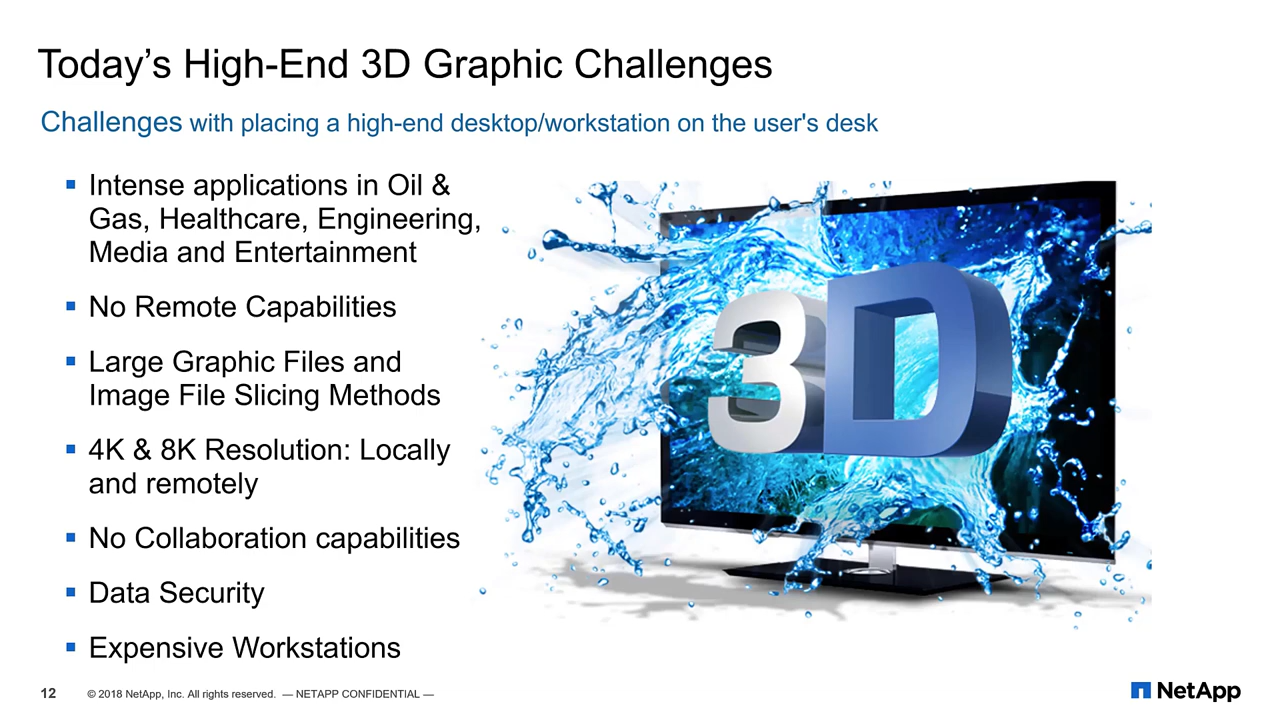 Today’s High-End 3D Graphic Challenges
Challenges with placing a high-end desktop/workstation on the user's desk
▪ Intense applications in Oil &
Gas, Healthcare, Engineering,
Media and Entertainment
▪ No Remote Capabilities
▪ Large Graphic Files and
Image File Slicing Methods
▪ 4K & 8K Resolution: Locally
and remotely
▪ No Collaboration capabilities
▪ Data Security
▪ Expensive Workstations
3D
12 © 2018 NetApp, Inc. All rights reserved. — NETAPP CONFIDENTIAL —
NetApp